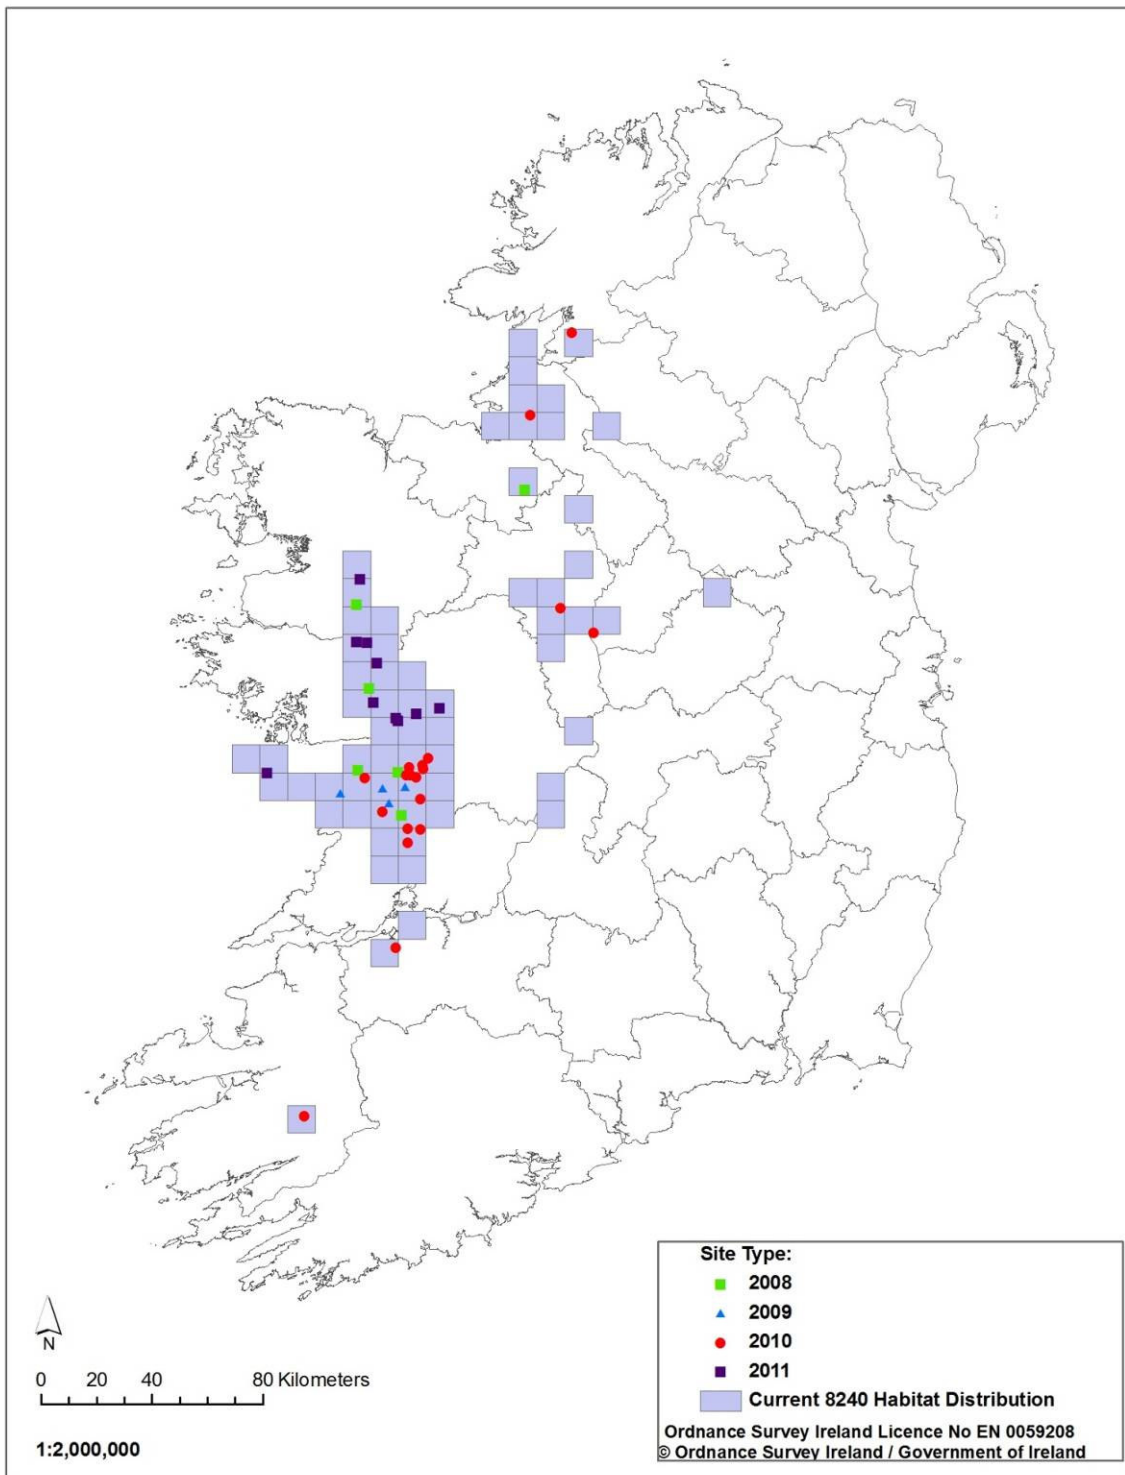 Site Type:
2008
2009
2010
2011
Current 8240 Habitat Distribution
Ordnance Survey Ireland Licence No EN 0059208
© Ordnance Survey Ireland / Government of Ireland
N
0 20 40 80 Kilometers
1:2,000,000